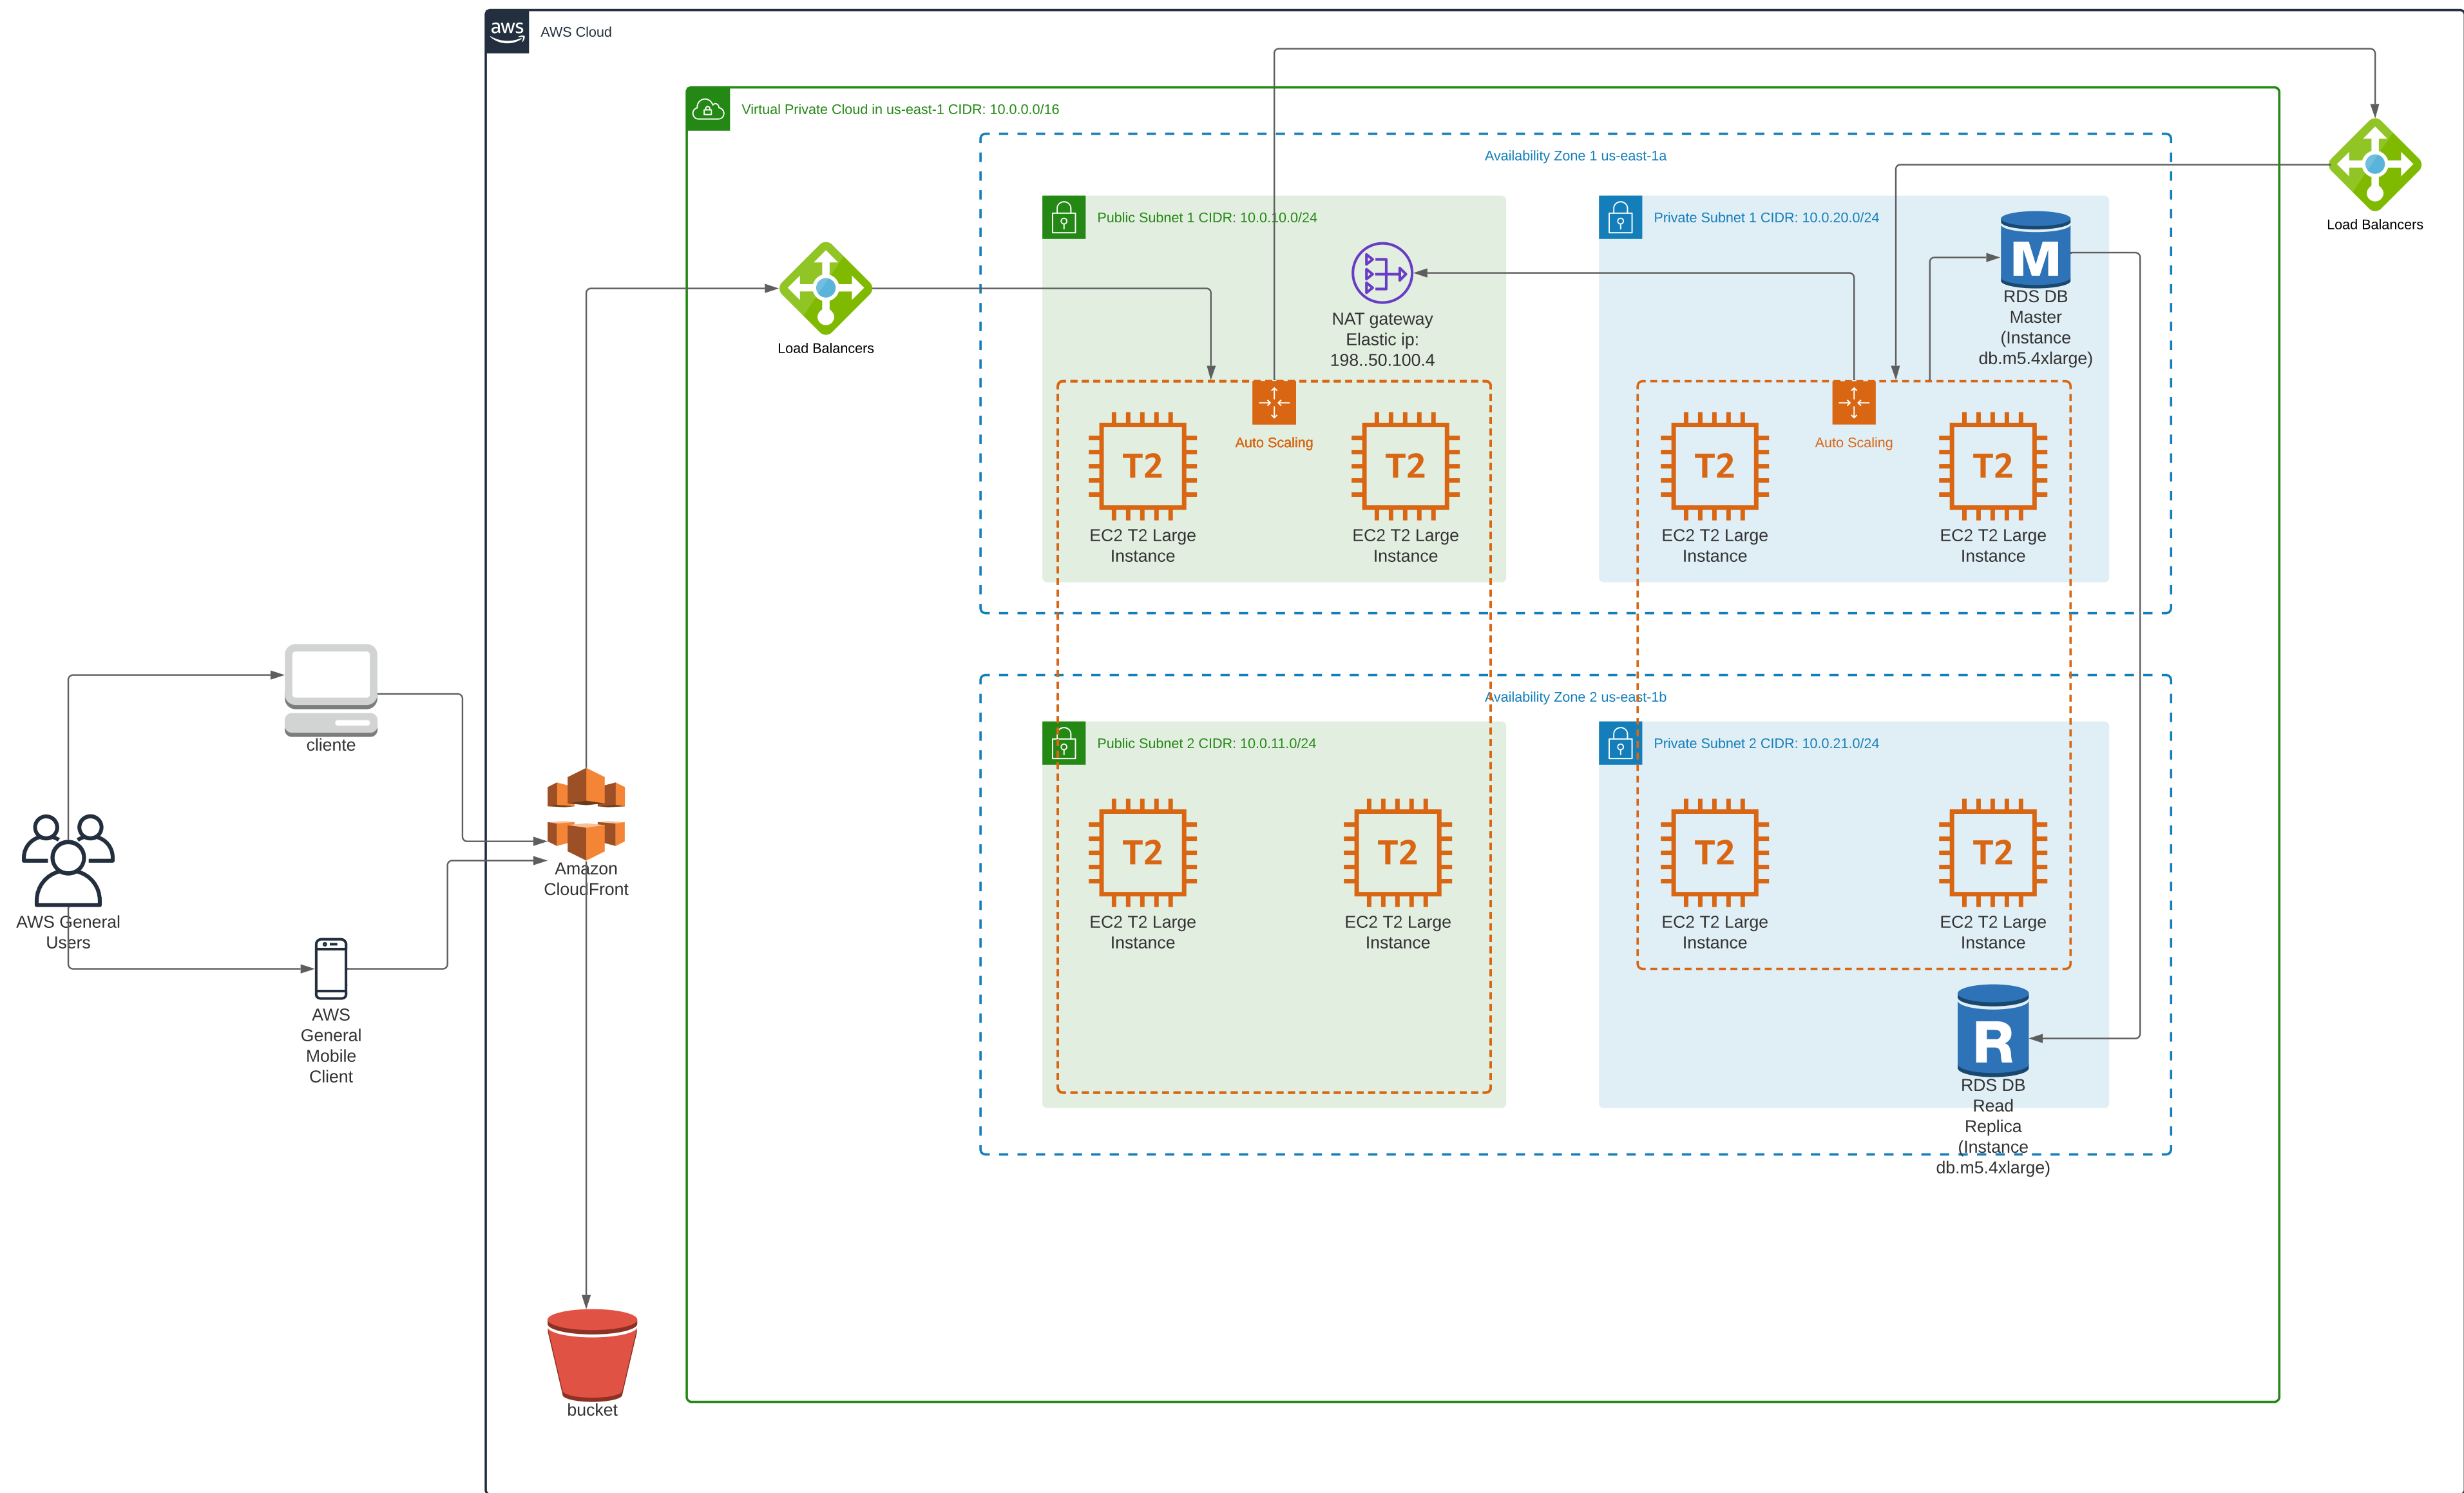 aws
AWS Cloud
Virtual Private Cloud in us-east-1 CIDR: 10.0.0.0/16
Availability Zone 1 us-east-1a
Public Subnet 1 CIDR: 10.0.10.0/24
Private Subnet 1 CIDR: 10.0.20.0/24
M
RDS DB
Master
(Instance
db.m5.4xlarge)
Load Balancers
NAT gateway
Elastic ip:
198..50.100.4
Load Balancers
Auto Scaling
Auto Scaling
T2
T2
T2
T2
EC2 T2 Large
Instance
EC2 T2 Large
Instance
EC2 T2 Large
Instance
EC2 T2 Large
Instance
Availability Zone 2 us-east-1b
Public Subnet 2 CIDR: 10.0.11.0/24
Private Subnet 2 CIDR: 10.0.21.0/24
T2
T2
T2
T2
EC2 T2 Large
Instance
EC2 T2 Large
Instance
EC2 T2 Large
Instance
EC2 T2 Large
Instance
R
RDS DB
Read
Replica
(Instance
db.m5.4xlarge)
cliente
AWS General
Users
AWS
General
Mobile
Client
Amazon
CloudFront
bucket